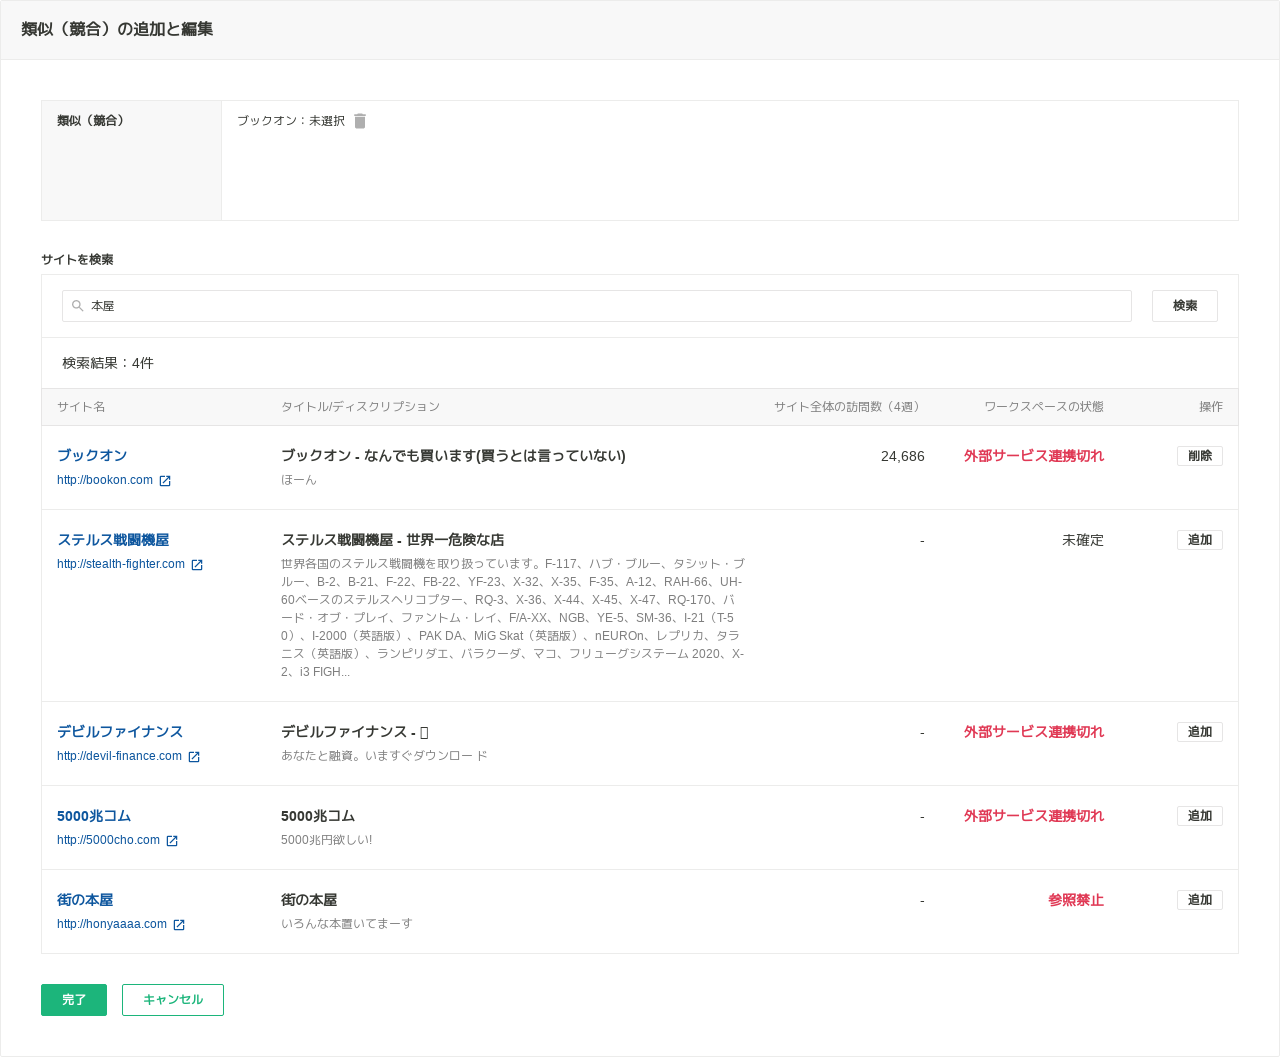 類似（競合）の追加と編集
類似（競合）
ブックオン：未選択
サイトを検索
本屋
検索
検索結果：4件
サイト名 タイトル/ディスクリプション サイト全体の訪問数（4週） ワークスペースの状態 操作
ブックオン ブックオン - なんでも買います(買うとは言っていない) 24,686 外部サービス連携切れ 削除
http://bookon.com ほーん
ステルス戦闘機屋 ステルス戦闘機屋 - 世界一危険な店 - 未確定 追加
http://stealth-fighter.com 世界各国のステルス戦闘機を取り扱っています。F-117、ハブ・ブルー、タシット・ブ
ルー、B-2、B-21、F-22、FB-22、YF-23、X-32、X-35、F-35、A-12、RAH-66、UH-
60ベースのステルスヘリコプター、RQ-3、X-36、X-44、X-45、X-47、RQ-170、バ
ード・オブ・プレイ、ファントム・レイ、F/A-XX、NGB、YE-5、SM-36、I-21（T-5
0）、I-2000（英語版）、PAK DA、MiG Skat（英語版）、nEUROn、レプリカ、タラ
ニス（英語版）、ランピリダエ、バラクーダ、マコ、フリューグシステーム 2020、X-
2、i3 FIGH...
デビルファイナンス デビルファイナンス - - 外部サービス連携切れ 追加
http://devil-finance.com あなたと融資。いますぐダウンロー ド
5000兆コム 5000兆コム - 外部サービス連携切れ 追加
http://5000cho.com 5000兆円欲しい!
街の本屋 街の本屋 - 参照禁止 追加
http://honyaaaa.com いろんな本置いてまーす
完了 キャンセル